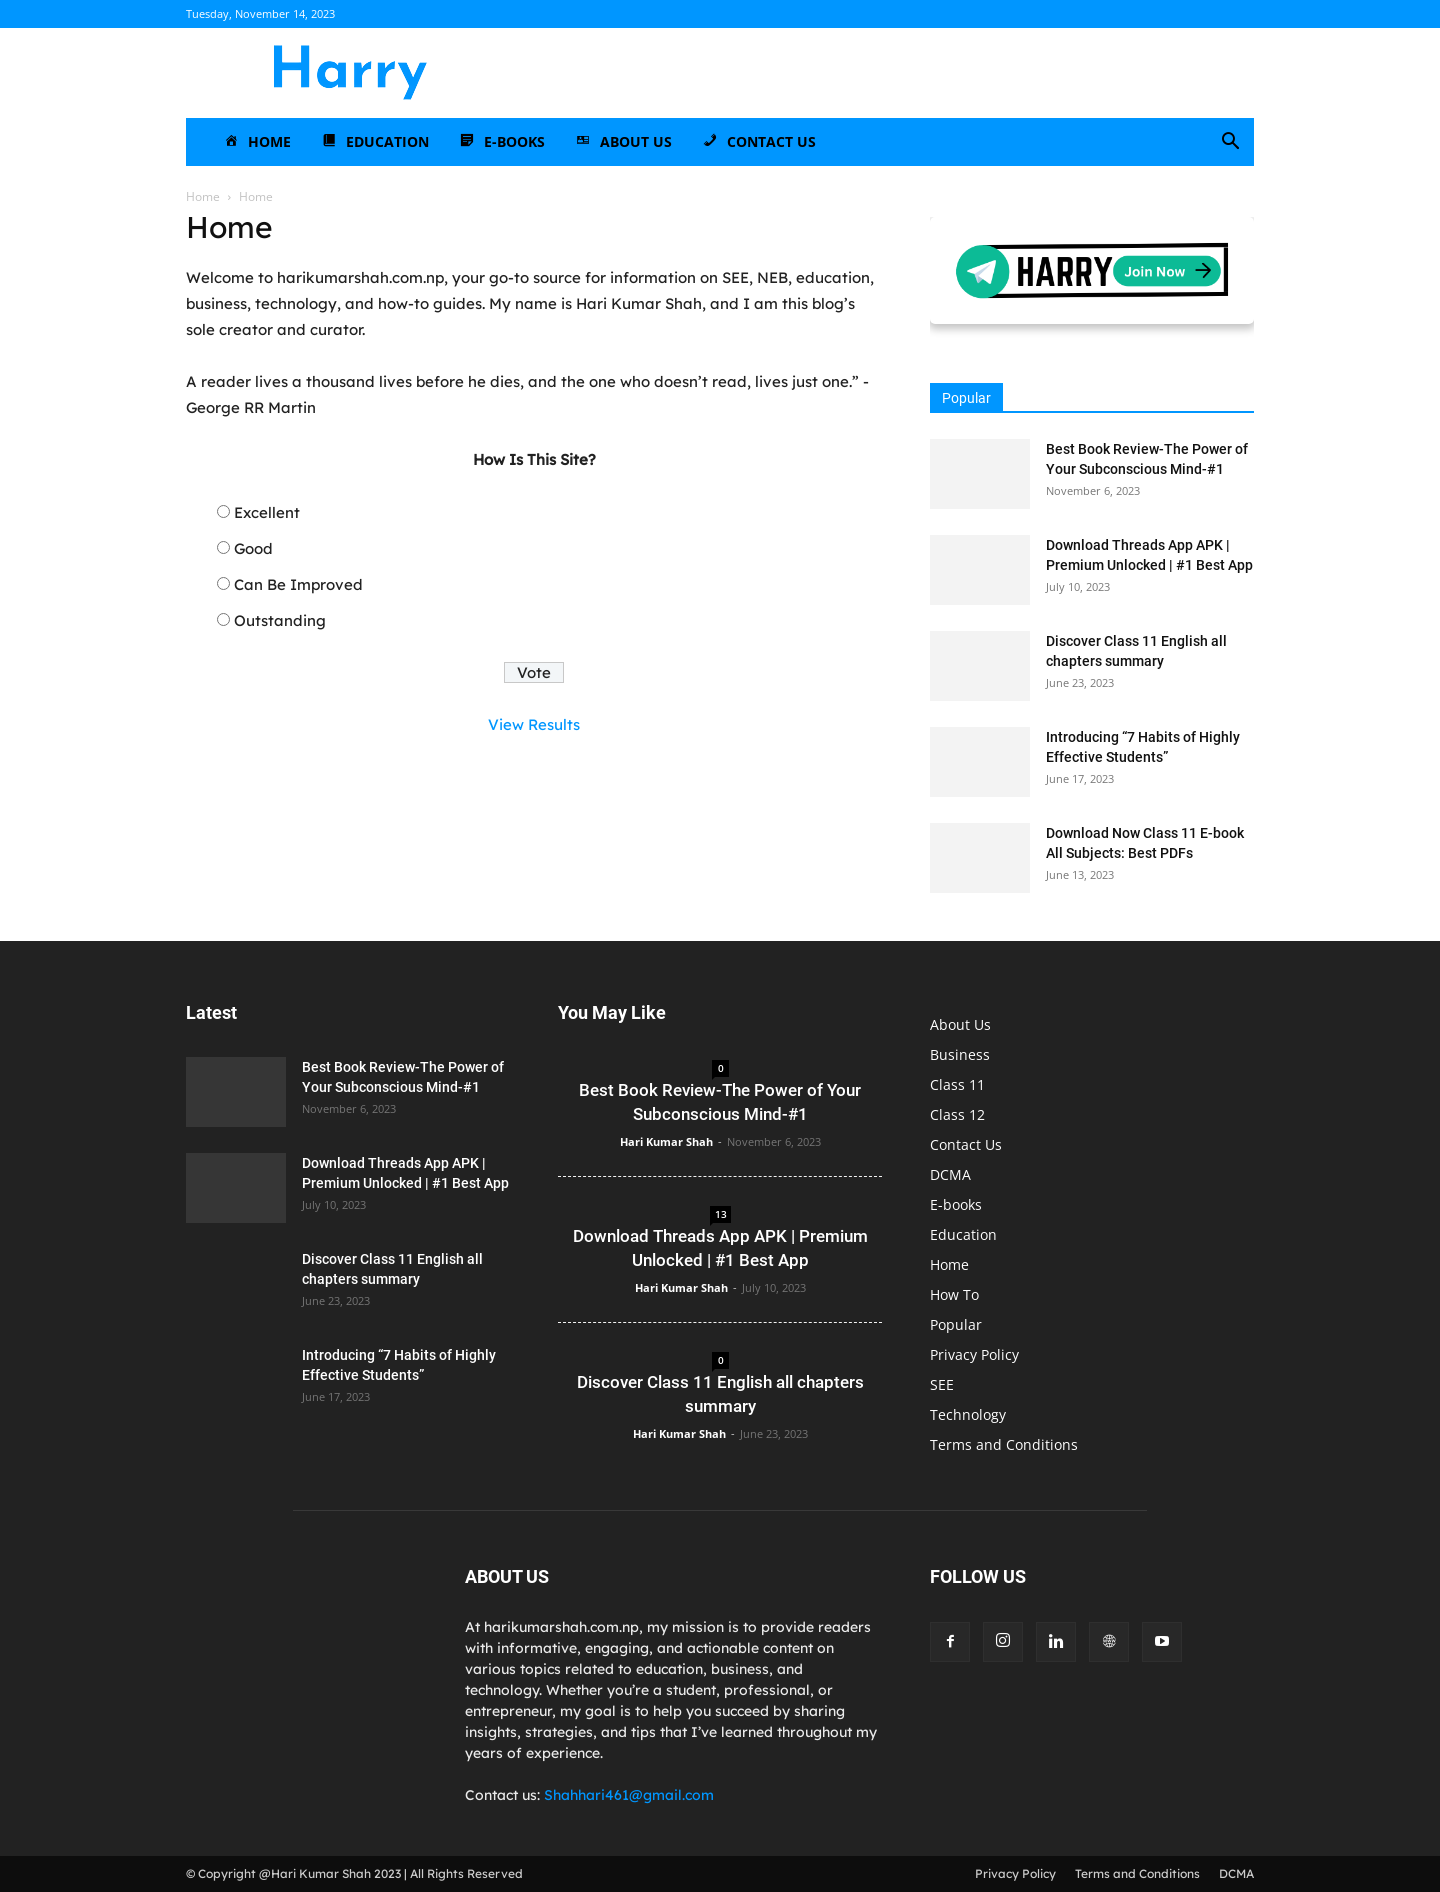 Tuesday, November 14, 2023
Harry
HOME
EDUCATION
E-BOOKS
ABOUT US
CONTACT US
Home › Home
Home
Welcome to harikumarshah.com.np, your go-to source for information on SEE, NEB, education,
business, technology, and how-to guides. My name is Hari Kumar Shah, and I am this blog’s
sole creator and curator.
A reader lives a thousand lives before he dies, and the one who doesn’t read, lives just one.” -
George RR Martin
How Is This Site?
Excellent
Good
Can Be Improved
Outstanding
Vote
View Results
HARRY
Join Now
Popular
Best Book Review-The Power of
Your Subconscious Mind-#1
November 6, 2023
Download Threads App APK |
Premium Unlocked | #1 Best App
July 10, 2023
Discover Class 11 English all
chapters summary
June 23, 2023
Introducing “7 Habits of Highly
Effective Students”
June 17, 2023
Download Now Class 11 E-book
All Subjects: Best PDFs
June 13, 2023
Latest
Best Book Review-The Power of
Your Subconscious Mind-#1
November 6, 2023
Download Threads App APK |
Premium Unlocked | #1 Best App
July 10, 2023
Discover Class 11 English all
chapters summary
June 23, 2023
Introducing “7 Habits of Highly
Effective Students”
June 17, 2023
You May Like
0
Best Book Review-The Power of Your
Subconscious Mind-#1
Hari Kumar Shah - November 6, 2023
13
Download Threads App APK | Premium
Unlocked | #1 Best App
Hari Kumar Shah - July 10, 2023
0
Discover Class 11 English all chapters
summary
Hari Kumar Shah - June 23, 2023
About Us
Business
Class 11
Class 12
Contact Us
DCMA
E-books
Education
Home
How To
Popular
Privacy Policy
SEE
Technology
Terms and Conditions
ABOUT US
At harikumarshah.com.np, my mission is to provide readers
with informative, engaging, and actionable content on
various topics related to education, business, and
technology. Whether you’re a student, professional, or
entrepreneur, my goal is to help you succeed by sharing
insights, strategies, and tips that I’ve learned throughout my
years of experience.
Contact us: Shahhari461@gmail.com
FOLLOW US
© Copyright @Hari Kumar Shah 2023 | All Rights Reserved
Privacy Policy
Terms and Conditions
DCMA